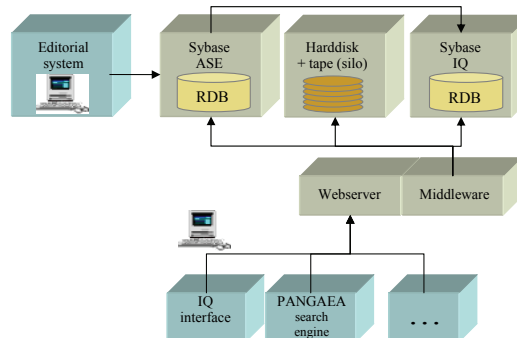 Editorial
system
Sybase
ASE
RDB
Harddisk
+ tape (silo)
Sybase
IQ
RDB
Webserver
Middleware
IQ
interface
PANGAEA
search
engine
...